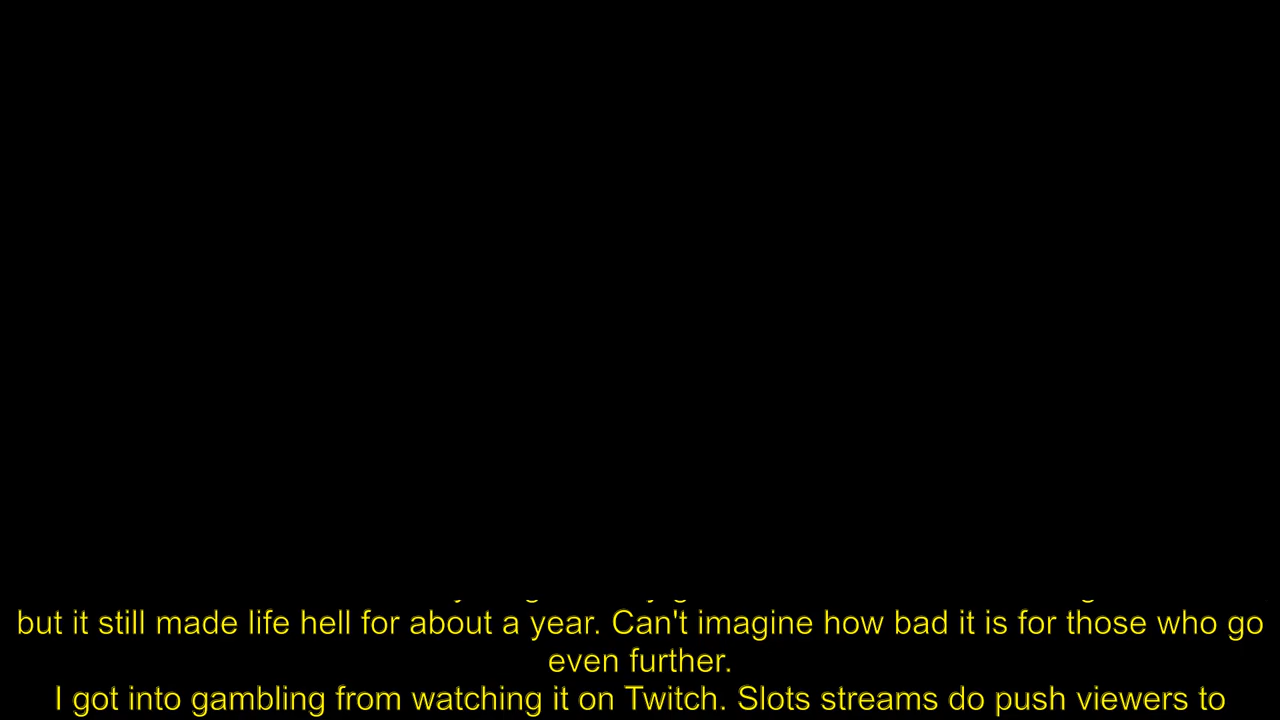 but it still made life hell for about a year. Can't imagine how bad it is for those who go
even further.
I got into gambling from watching it on Twitch. Slots streams do push viewers to